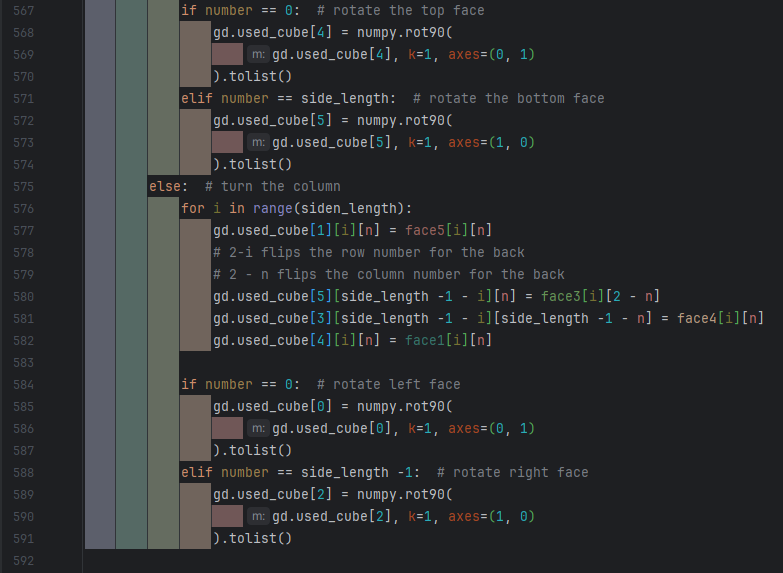 567 if number == 0:  # rotate the top face
568 gd.used_cube[4] = numpy.rot90(
569 m: gd.used_cube[4], k=1, axes=(0, 1)
570 ).tolist()
571 elif number == side_length:  # rotate the bottom face
572 gd.used_cube[5] = numpy.rot90(
573 m: gd.used_cube[5], k=1, axes=(1, 0)
574 ).tolist()
575 else:  # turn the column
576 for i in range(siden_length):
577 gd.used_cube[1][i][n] = face5[i][n]
578 # 2-i flips the row number for the back
579 # 2 - n flips the column number for the back
580 gd.used_cube[5][side_length -1 - i][n] = face3[i][2 - n]
581 gd.used_cube[3][side_length -1 - i][side_length -1 - n] = face4[i][n]
582 gd.used_cube[4][i][n] = face1[i][n]
583
584 if number == 0:  # rotate left face
585 gd.used_cube[0] = numpy.rot90(
586 m: gd.used_cube[0], k=1, axes=(0, 1)
587 ).tolist()
588 elif number == side_length -1:  # rotate right face
589 gd.used_cube[2] = numpy.rot90(
590 m: gd.used_cube[2], k=1, axes=(1, 0)
591 ).tolist()
592